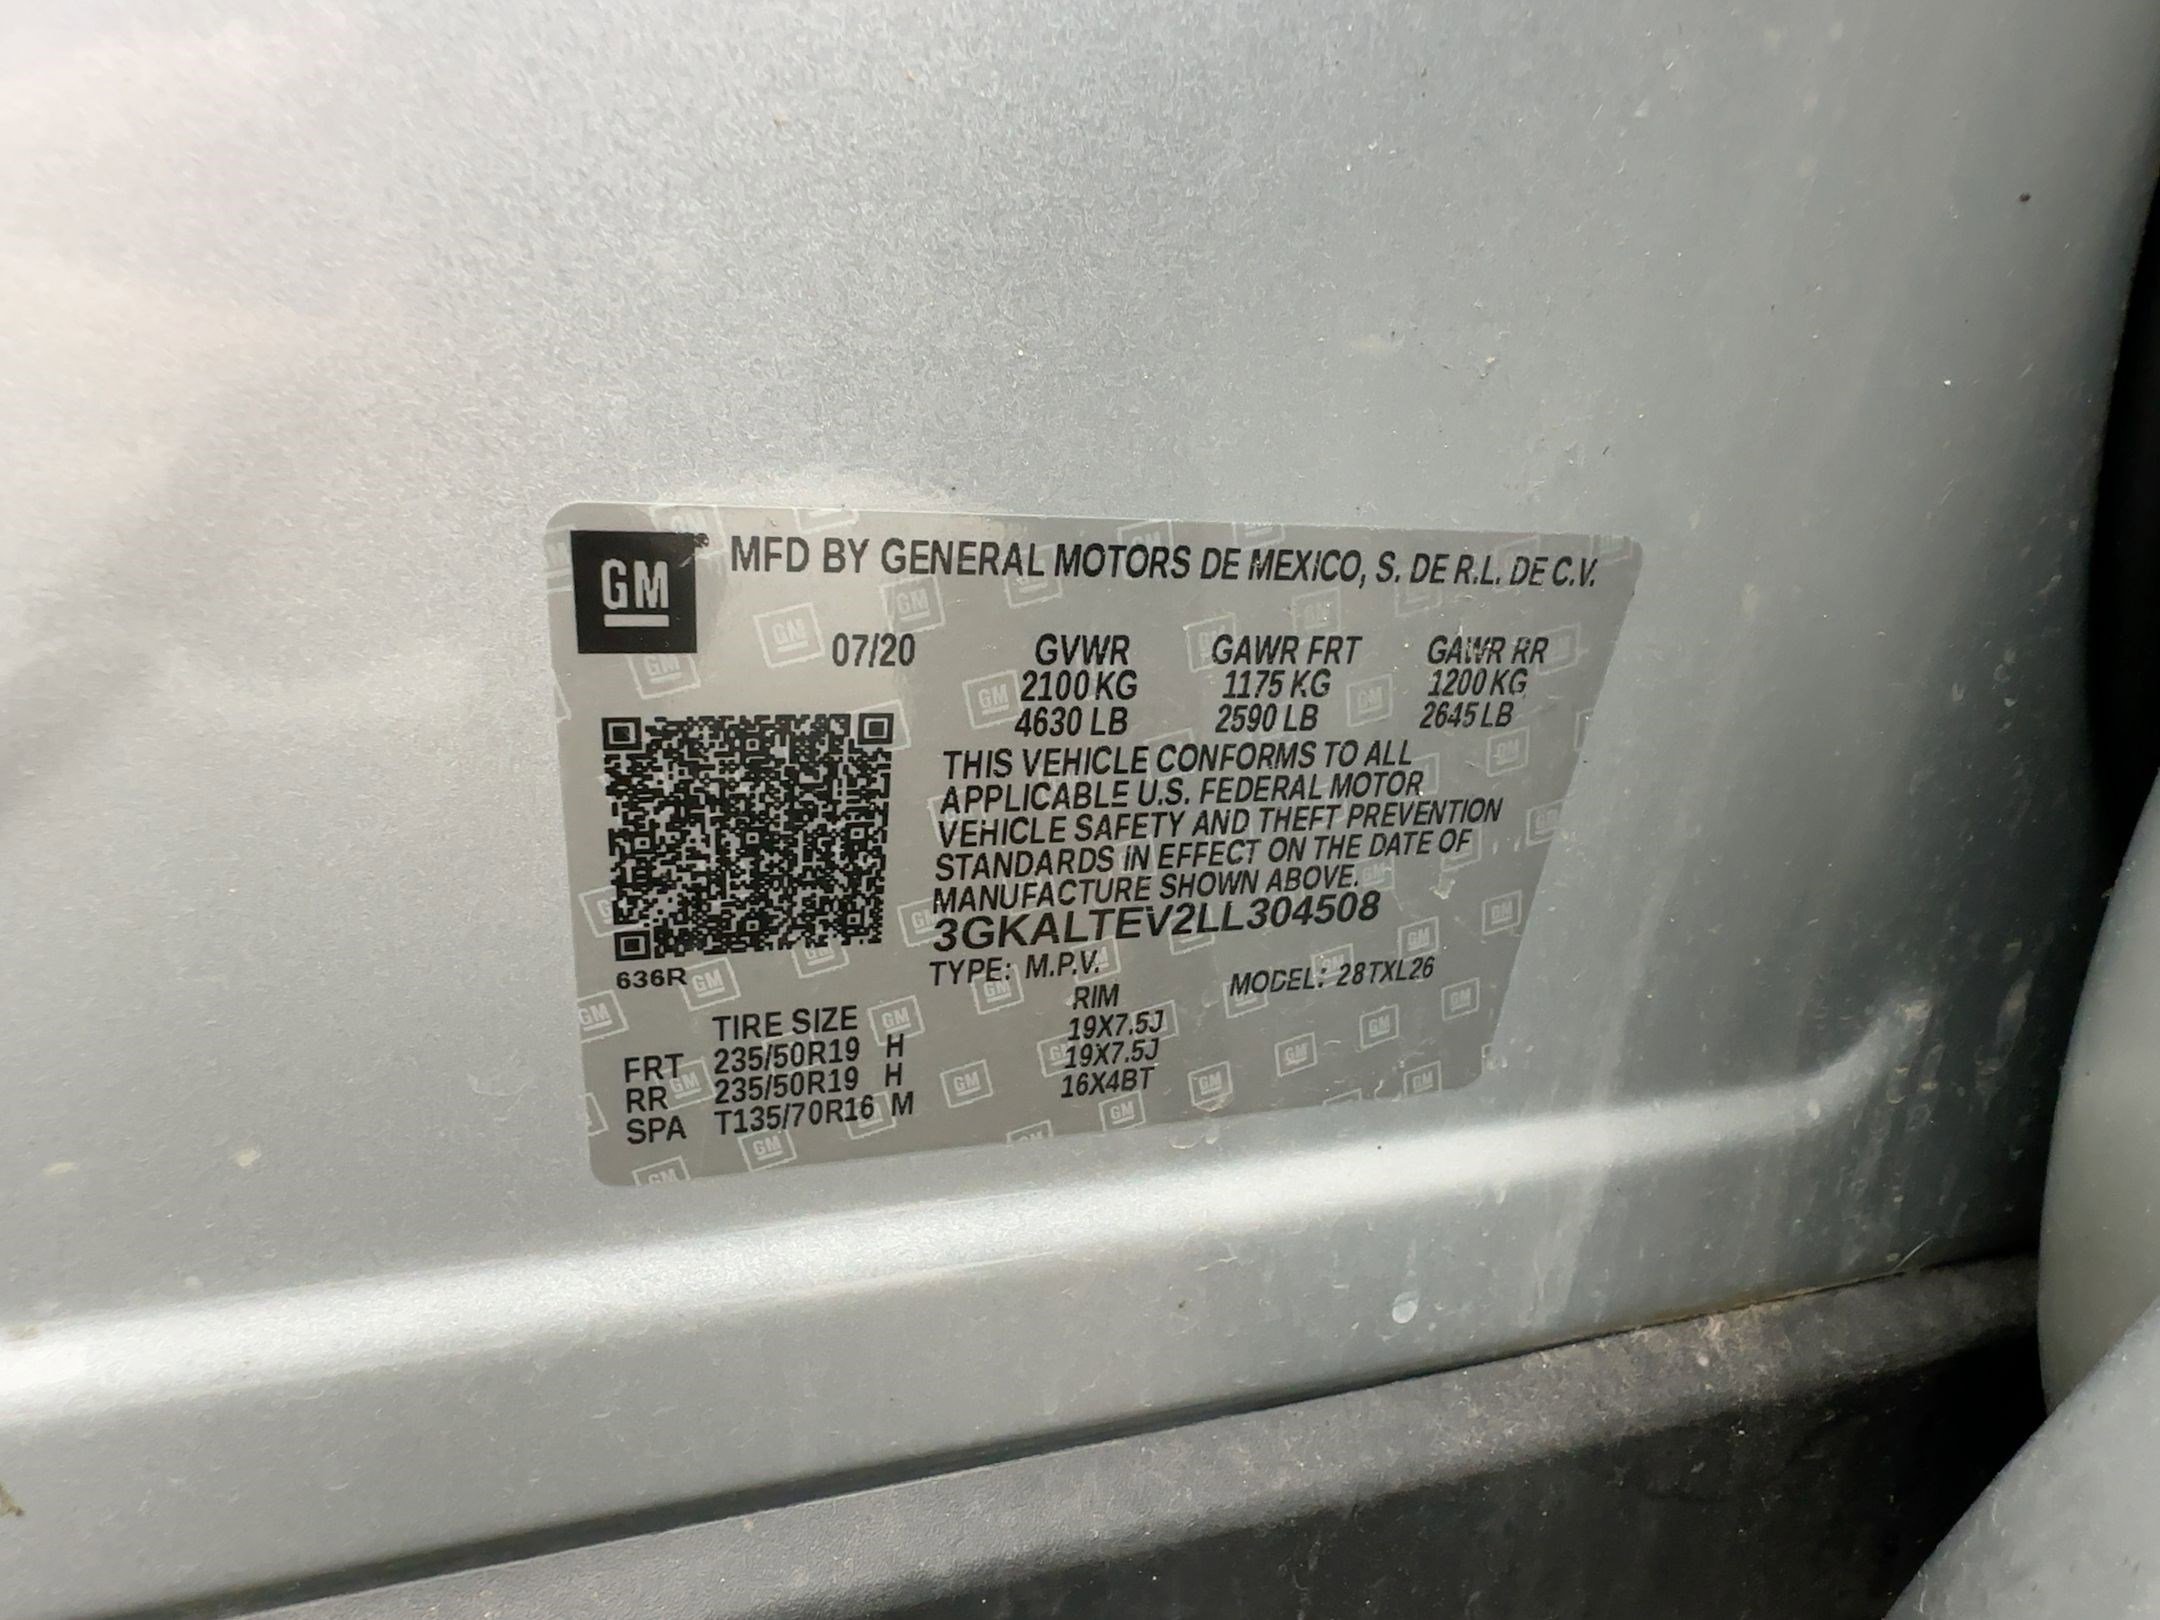 GM MFD BY GENERAL MOTORS DE MEXICO, S. DE R.L. DE C.V.
07/20 GVWR GAWR FRT GAWR RR
2100 KG 1175 KG 1200 KG
4630 LB 2590 LB 2645 LB
THIS VEHICLE CONFORMS TO ALL
APPLICABLE U.S. FEDERAL MOTOR
VEHICLE SAFETY AND THEFT PREVENTION
STANDARDS IN EFFECT ON THE DATE OF
MANUFACTURE SHOWN ABOVE.
3GKALTEV2LL304508
636R
TYPE: M.P.V. MODEL: 28TXL26
TIRE SIZE RIM
FRT 235/50R19 H 19X7.5J
RR 235/50R19 H 19X7.5J
SPA T135/70R16 M 16X4BT